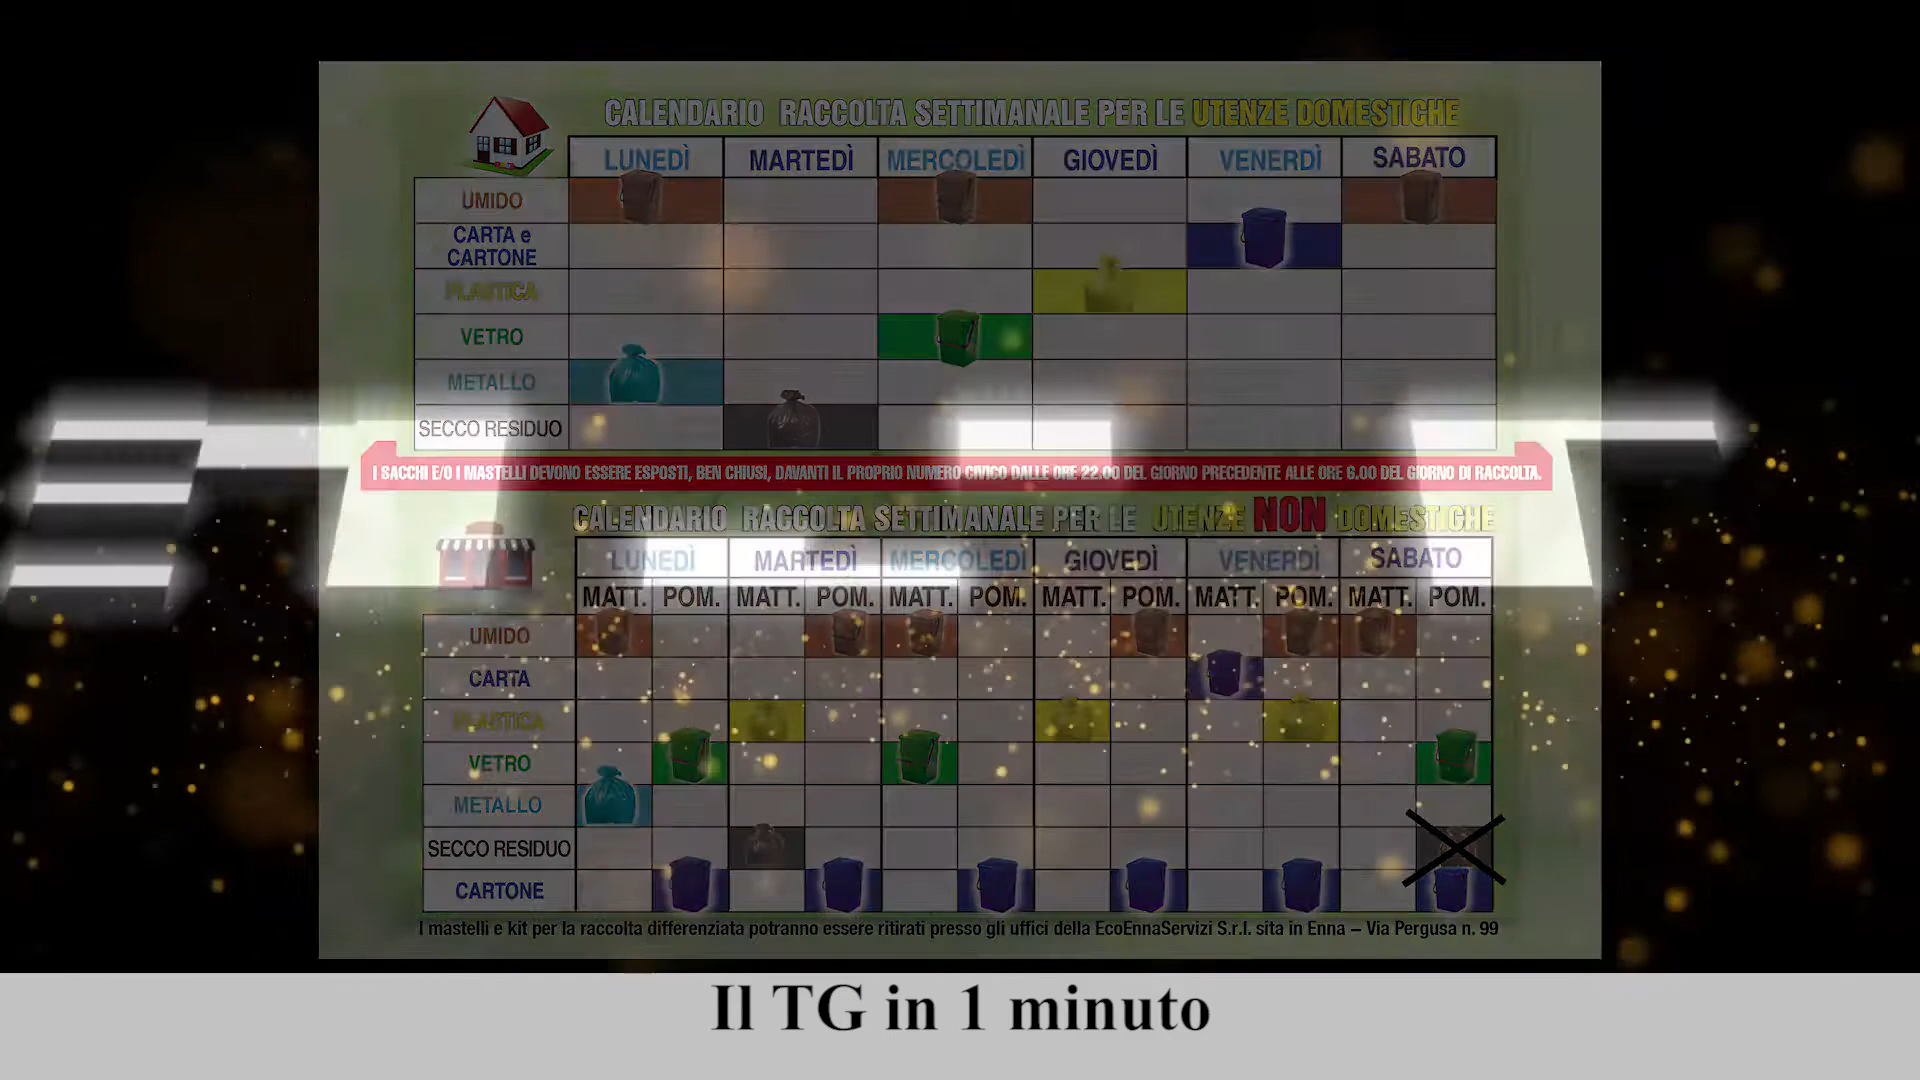 CALENDARIO RACCOLTA SETTIMANALE PER LE UTENZE DOMESTICHE
LUNEDÌ MARTEDÌ MERCOLEDÌ GIOVEDÌ VENERDÌ SABATO
UMIDO
CARTA e
CARTONE
PLASTICA
VETRO
METALLO
SECCO RESIDUO
I SACCHI E/O I MASTELLI DEVONO ESSERE ESPOSTI, BEN CHIUSI, DAVANTI IL PROPRIO NUMERO CIVICO DALLE ORE 22.00 DEL GIORNO PRECEDENTE ALLE ORE 6.00 DEL GIORNO DI RACCOLTA.
CALENDARIO RACCOLTA SETTIMANALE PER LE UTENZE NON DOMESTICHE
LUNEDÌ MARTEDÌ MERCOLEDÌ GIOVEDÌ VENERDÌ SABATO
MATT. POM. MATT. POM. MATT. POM. MATT. POM. MATT. POM. MATT. POM.
UMIDO
CARTA
PLASTICA
VETRO
METALLO
SECCO RESIDUO
CARTONE
I mastelli e kit per la raccolta differenziata potranno essere ritirati presso gli uffici della EcoEnnaServizi S.r.l. sita in Enna – Via Pergusa n. 99
Il TG in 1 minuto